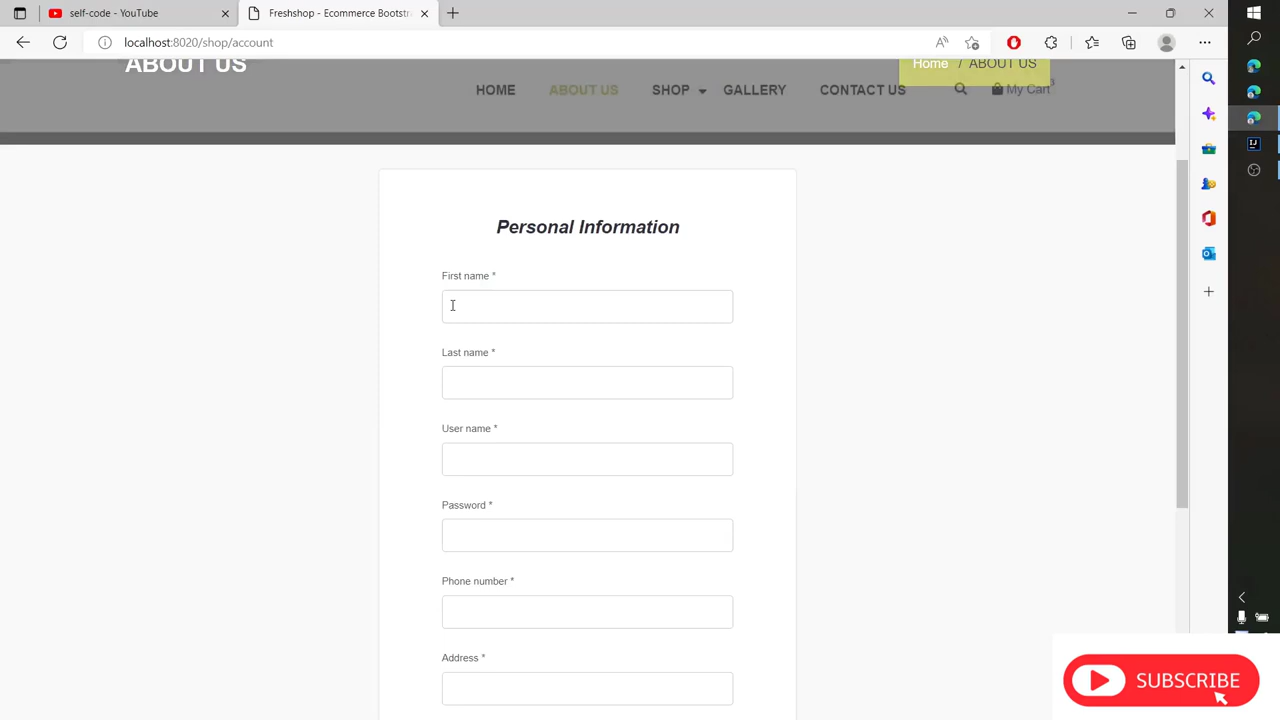 self-code - YouTube
Freshshop - Ecommerce Bootstr
localhost:8020/shop/account
ABOUT US
Home / ABOUT US
HOME ABOUT US SHOP GALLERY CONTACT US My Cart 3
Personal Information
First name *
Last name *
User name *
Password *
Phone number *
Address *
SUBSCRIBE